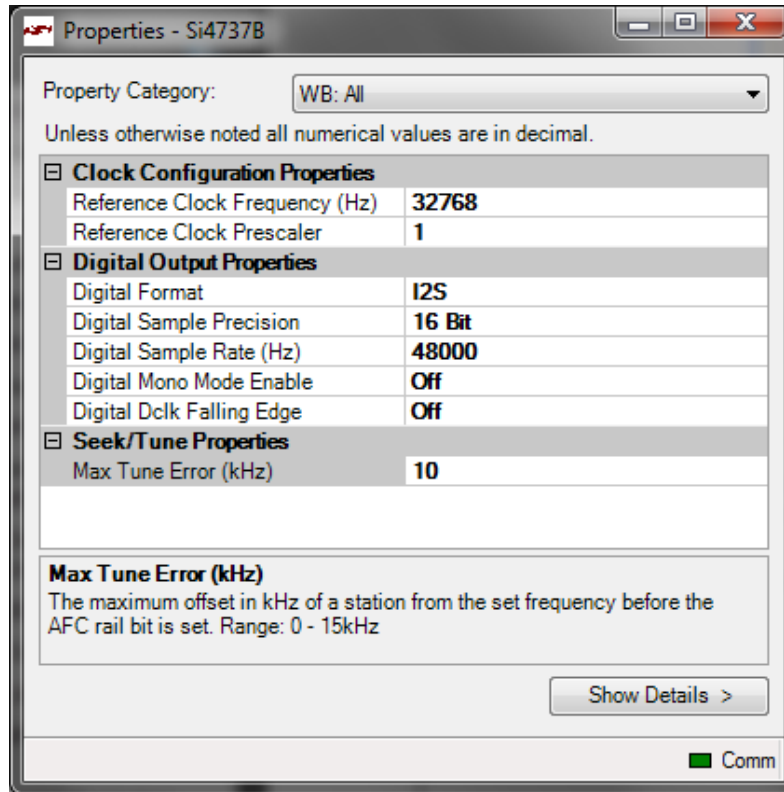 Properties - Si4737B
Property Category: WB: All
Unless otherwise noted all numerical values are in decimal.
Clock Configuration Properties
Reference Clock Frequency (Hz) 32768
Reference Clock Prescaler 1
Digital Output Properties
Digital Format I2S
Digital Sample Precision 16 Bit
Digital Sample Rate (Hz) 48000
Digital Mono Mode Enable Off
Digital Dclk Falling Edge Off
Seek/Tune Properties
Max Tune Error (kHz) 10
Max Tune Error (kHz)
The maximum offset in kHz of a station from the set frequency before the
AFC rail bit is set. Range: 0 - 15kHz
Show Details >
Comm